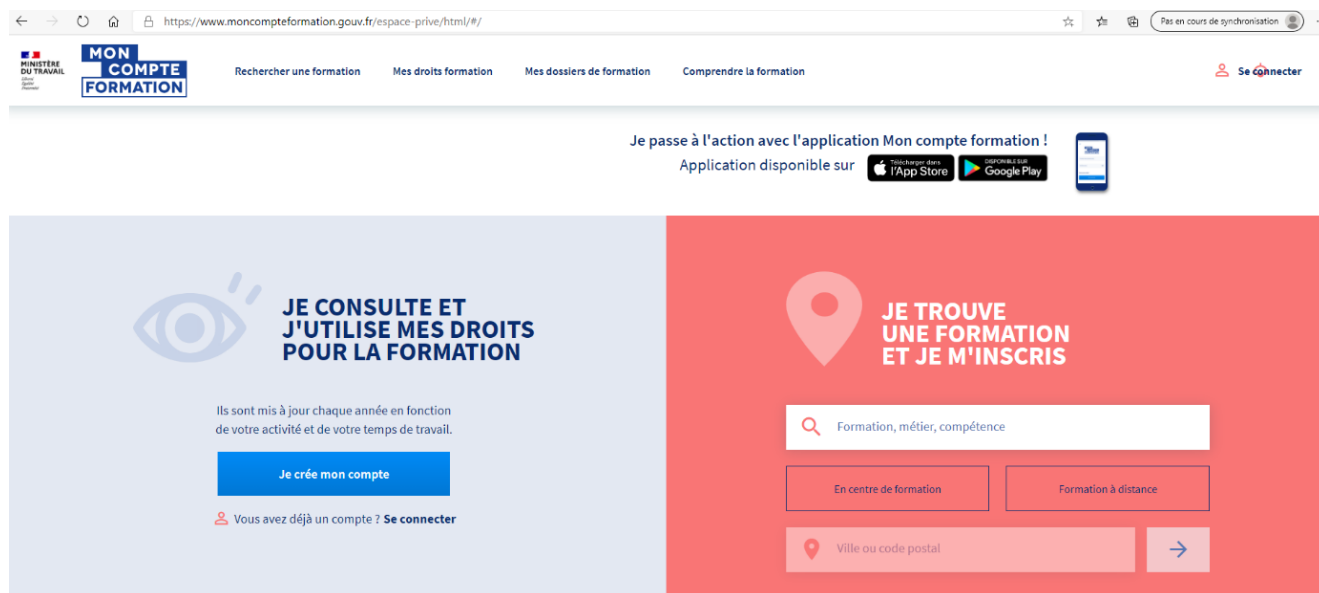 https://www.moncompteformation.gouv.fr/espace-prive/html/#/
Pas en cours de synchronisation
MINISTÈRE
DU TRAVAIL
Liberté
Égalité
Fraternité
MON
COMPTE
FORMATION
Rechercher une formation
Mes droits formation
Mes dossiers de formation
Comprendre la formation
Se connecter
Je passe à l'action avec l'application Mon compte formation !
Application disponible sur
Télécharger dans
l'App Store
DISPONIBLE SUR
Google Play
JE CONSULTE ET
J'UTILISE MES DROITS
POUR LA FORMATION
Ils sont mis à jour chaque année en fonction
de votre activité et de votre temps de travail.
Je crée mon compte
Vous avez déjà un compte ? Se connecter
JE TROUVE
UNE FORMATION
ET JE M'INSCRIS
Formation, métier, compétence
En centre de formation
Formation à distance
Ville ou code postal